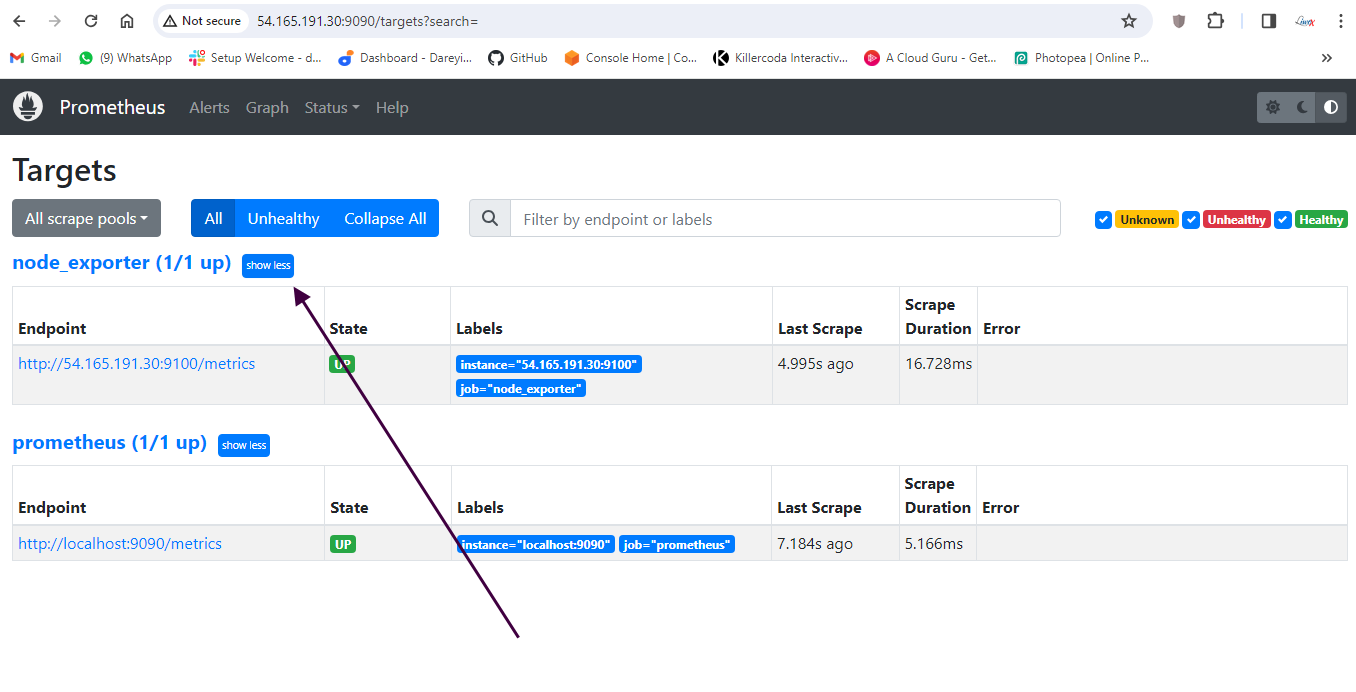 Not secure 54.165.191.30:9090/targets?search=
Gmail (9) WhatsApp Setup Welcome - d... Dashboard - Dareyi... GitHub Console Home | Co... Killercoda Interactiv... A Cloud Guru - Get... Photopea | Online P... »
Prometheus Alerts Graph Status Help
Targets
All scrape pools All Unhealthy Collapse All Filter by endpoint or labels Unknown Unhealthy Healthy
node_exporter (1/1 up) show less
Endpoint State Labels Last Scrape Scrape Duration Error
http://54.165.191.30:9100/metrics UP instance="54.165.191.30:9100" 4.995s ago 16.728ms
job="node_exporter"
prometheus (1/1 up) show less
Endpoint State Labels Last Scrape Scrape Duration Error
http://localhost:9090/metrics UP instance="localhost:9090" job="prometheus" 7.184s ago 5.166ms